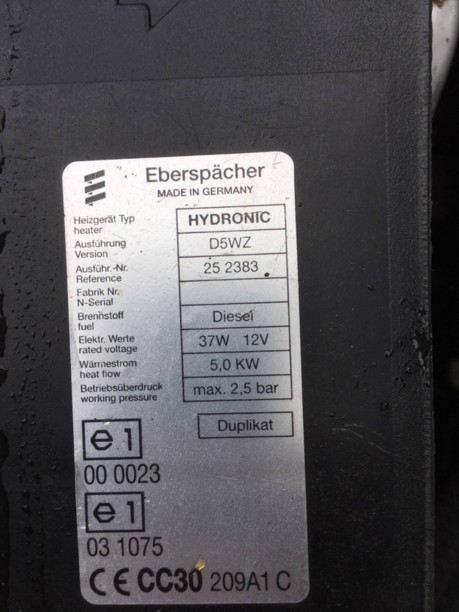 Eberspächer
MADE IN GERMANY
Heizgerät Typ
heater
HYDRONIC
Ausführung
Version
D5WZ
Ausführ.-Nr.
Reference
25 2383
Fabrik Nr.
N-Serial
Brennstoff
fuel
Diesel
Elektr. Werte
rated voltage
37W 12V
Wärmestrom
heat flow
5,0 KW
Betriebsüberdruck
working pressure
max. 2,5 bar
Duplikat
e1
00 0023
e1
03 1075
CE CC30 209A1 C